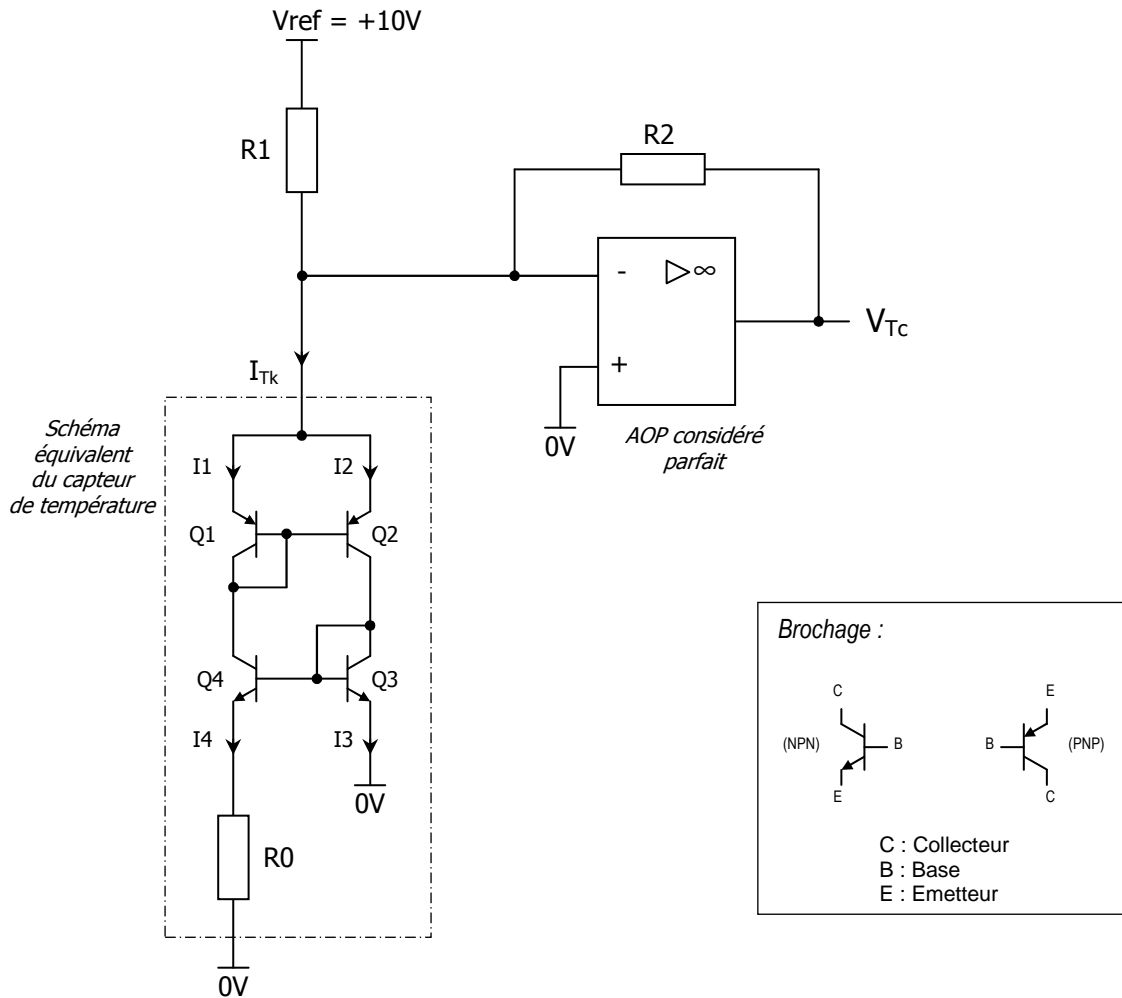 Vref = +10V
R1
R2
-
▷∞
+
V_Tc
0V
AOP considéré
parfait
I_Tk
Schéma
équivalent
du capteur
de température
I1
I2
Q1
Q2
Q4
Q3
I4
I3
0V
R0
0V
Brochage :
C
E
(NPN)
B
B
(PNP)
E
C
C : Collecteur
B : Base
E : Emetteur